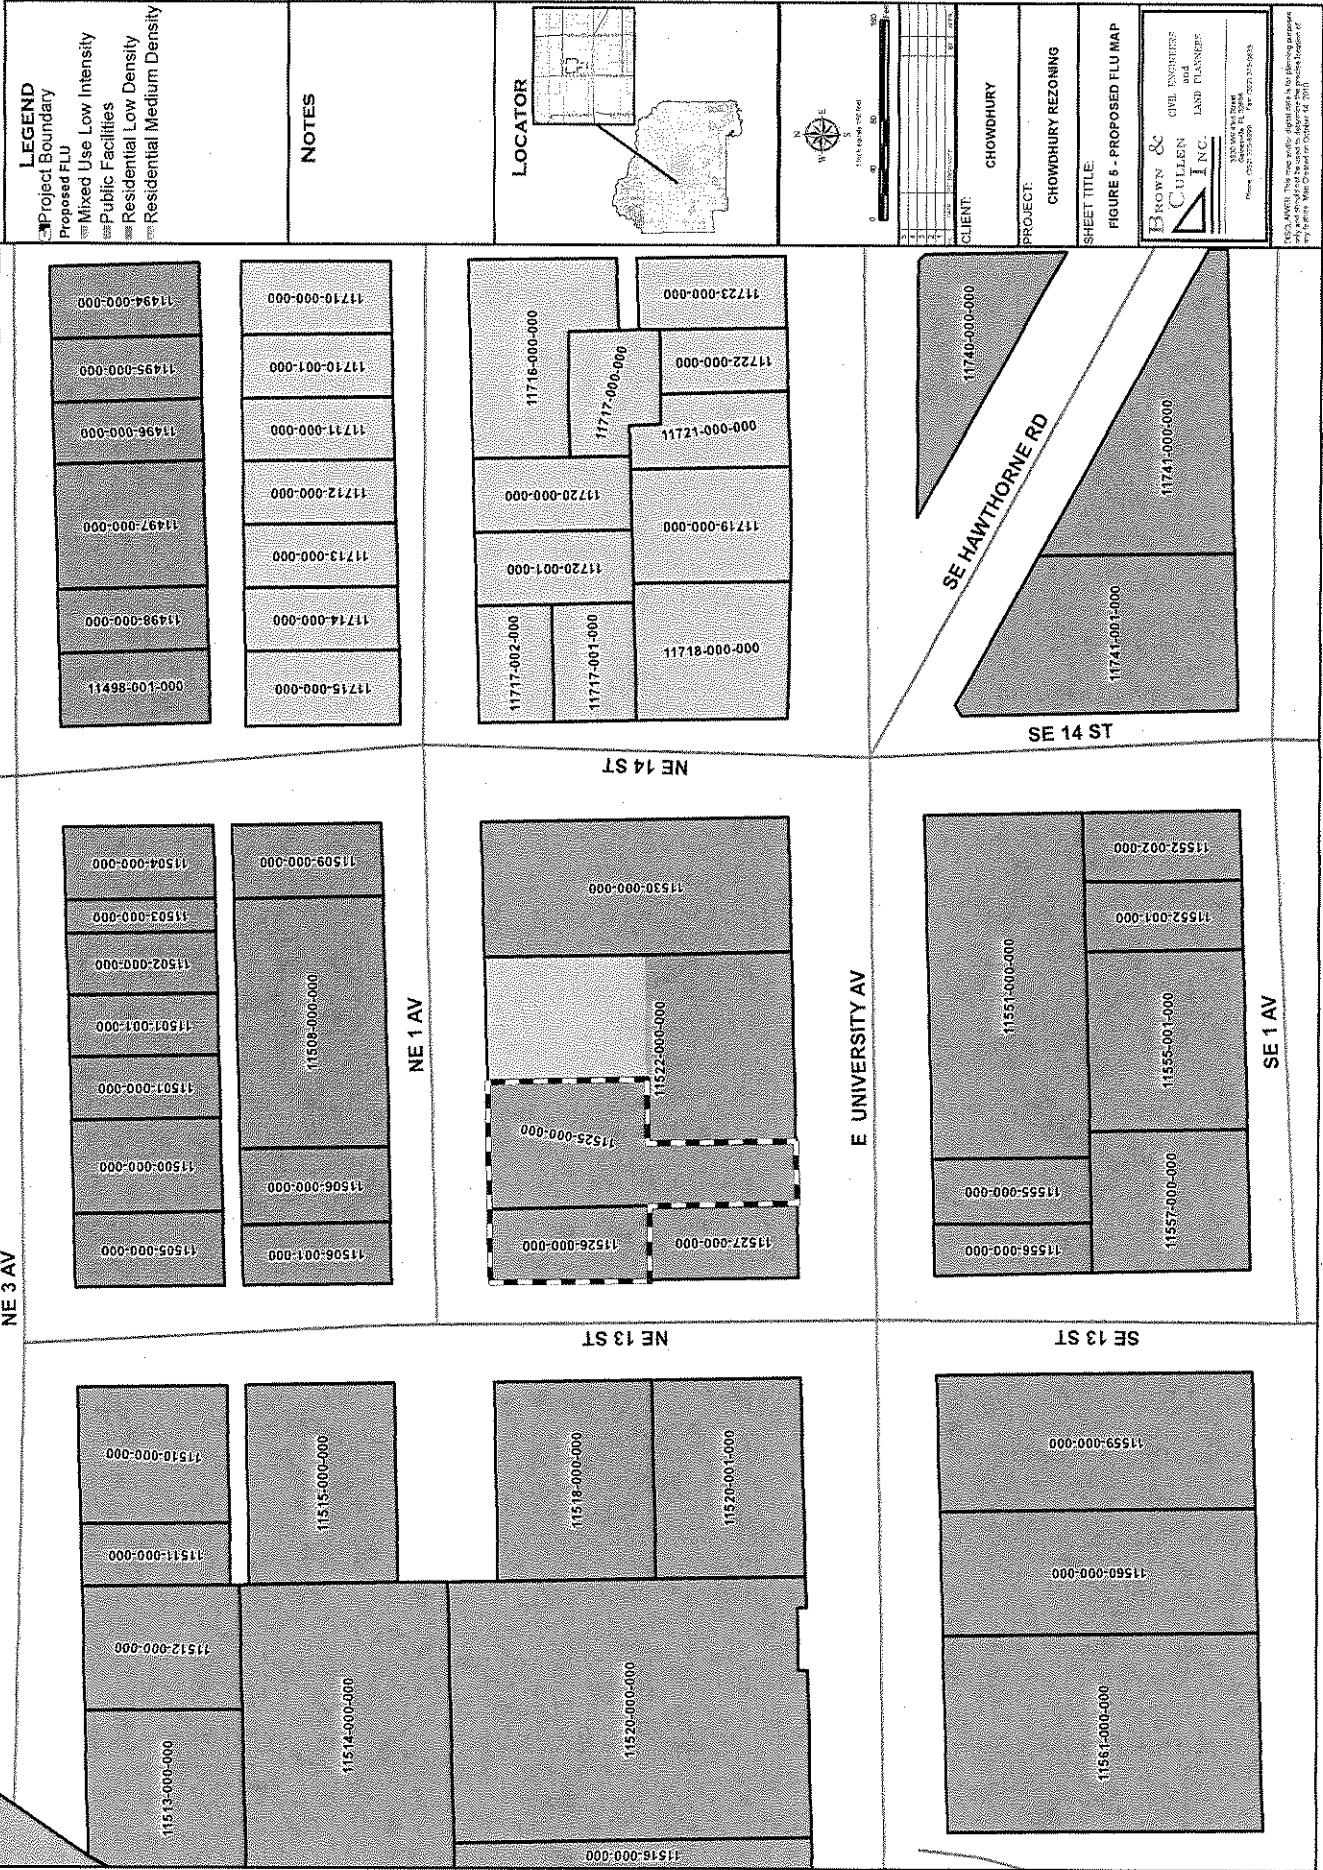 LEGEND
Project Boundary
Proposed FLU
Mixed Use Low Intensity
Public Facilities
Residential Low Density
Residential Medium Density
NOTES
LOCATOR
N
W
E
S
0
40
80
160
Feet
CLIENT:
CHOWDHURY
PROJECT:
CHOWDHURY REZONING
SHEET TITLE:
FIGURE 5 - PROPOSED FLU MAP
BROWN &
CULLEN
INC.
CIVIL ENGINEERS
and
LAND PLANNERS
NE 3 AV
11494-000-000
11495-000-000
11496-000-000
11497-000-000
11498-000-000
11498-001-000
11710-000-000
11710-001-000
11711-000-000
11712-000-000
11713-000-000
11714-000-000
11715-000-000
11716-000-000
11717-000-000
11723-000-000
11722-000-000
11721-000-000
11720-000-000
11720-001-000
11719-000-000
11717-002-000
11717-001-000
11718-000-000
11740-000-000
SE HAWTHORNE RD
11741-000-000
11741-001-000
SE 14 ST
NE 14 ST
11504-000-000
11503-000-000
11502-000-000
11501-001-000
11501-000-000
11500-000-000
11505-000-000
11509-000-000
11508-000-000
11506-000-000
11506-001-000
NE 1 AV
11530-000-000
11522-000-000
11525-000-000
11526-000-000
11527-000-000
E UNIVERSITY AV
11551-000-000
11552-002-000
11552-001-000
11555-001-000
11555-000-000
11556-000-000
11557-000-000
SE 1 AV
NE 13 ST
SE 13 ST
11510-000-000
11511-000-000
11512-000-000
11513-000-000
11515-000-000
11514-000-000
11518-000-000
11520-001-000
11520-000-000
11516-000-000
11559-000-000
11560-000-000
11561-000-000